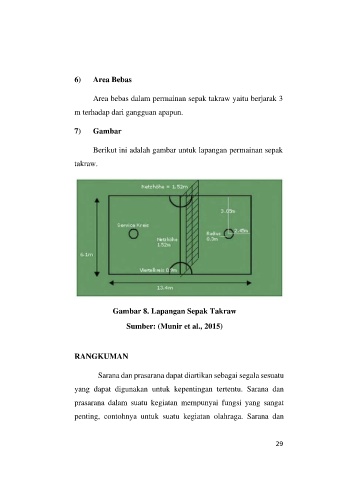 6) Area Bebas
Area bebas dalam permainan sepak takraw yaitu berjarak 3
m terhadap dari gangguan apapun.
7) Gambar
Berikut ini adalah gambar untuk lapangan permainan sepak
takraw.
= 1.52m
Service Area
3.05m
2.45m
Radius
0.3m
1.52m
6.1m
0.9m
13.4m
Gambar 8. Lapangan Sepak Takraw
Sumber: (Munir et al., 2015)
RANGKUMAN
Sarana dan prasarana dapat diartikan sebagai segala sesuatu
yang dapat digunakan untuk kepentingan tertentu. Sarana dan
prasarana dalam suatu kegiatan mempunyai fungsi yang sangat
penting, contohnya untuk suatu kegiatan olahraga. Sarana dan
29